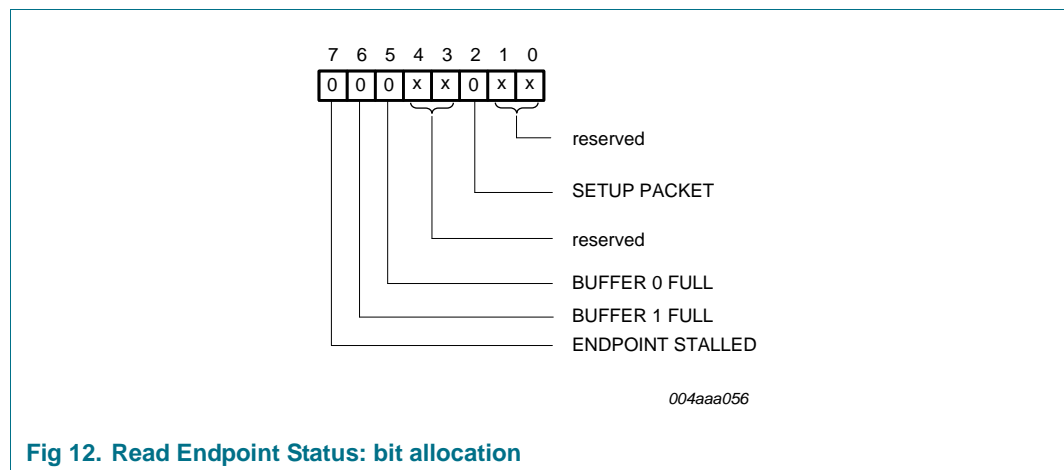 7 6 5 4 3 2 1 0
0 0 0 x x 0 x x
reserved
SETUP PACKET
reserved
BUFFER 0 FULL
BUFFER 1 FULL
ENDPOINT STALLED
004aaa056
Fig 12. Read Endpoint Status: bit allocation